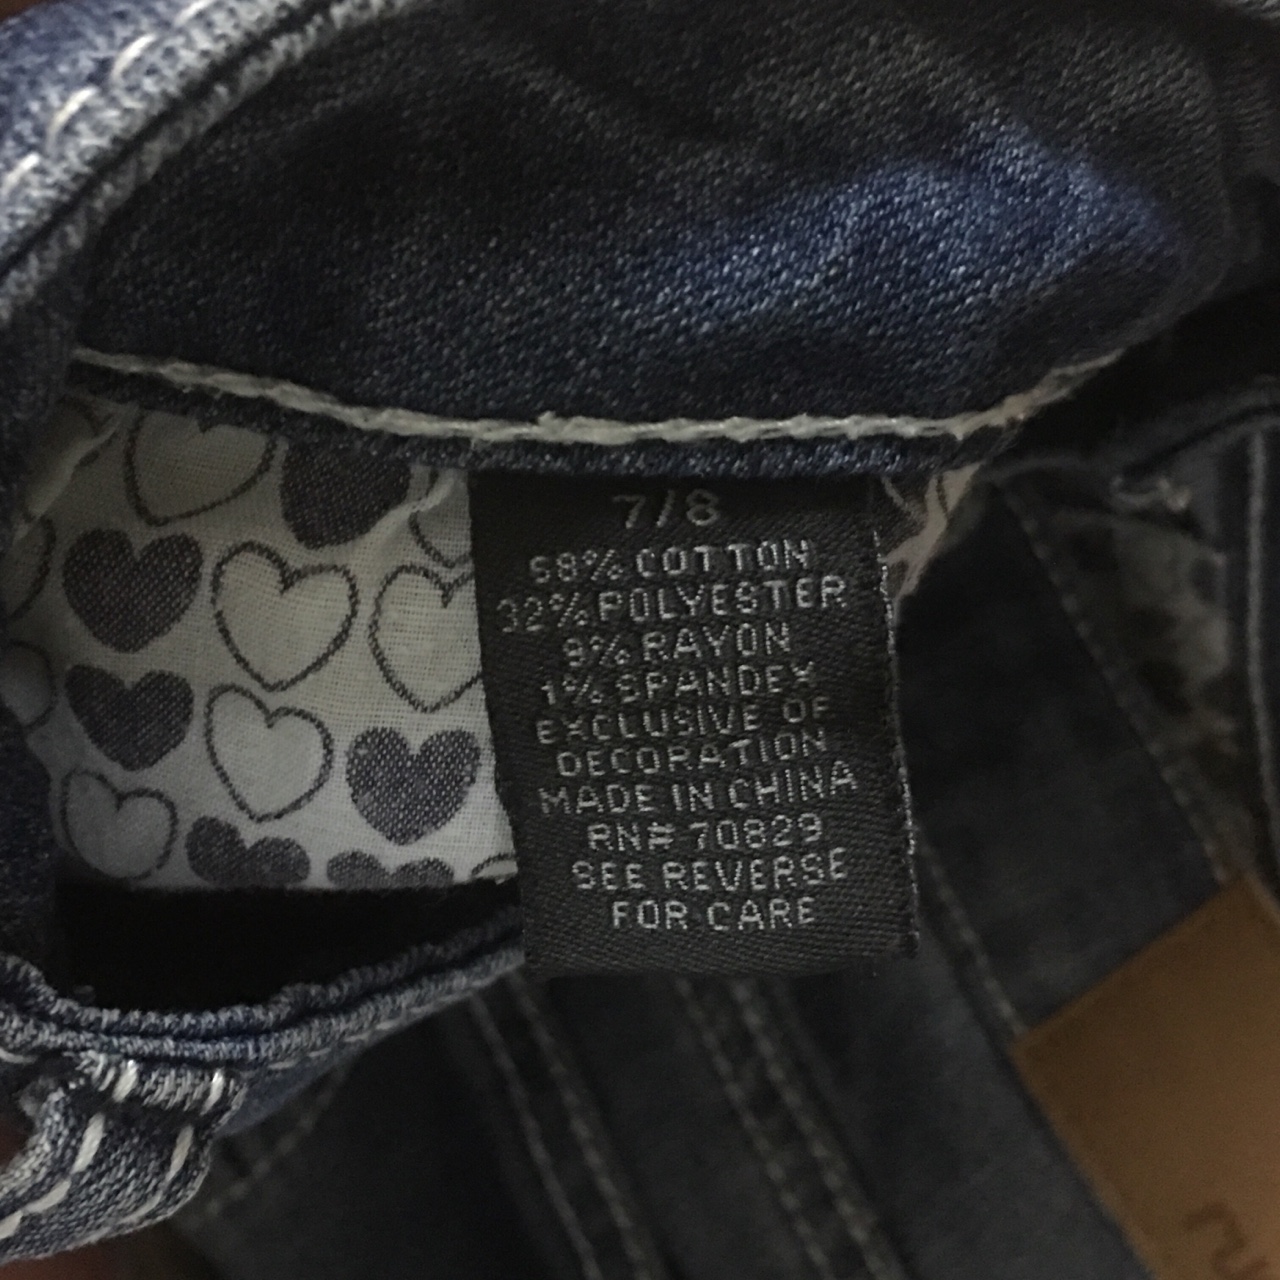 7/8
58% COTTON
32% POLYESTER
9% RAYON
1% SPANDEX
EXCLUSIVE OF
DECORATION
MADE IN CHINA
RN# 70829
SEE REVERSE
FOR CARE